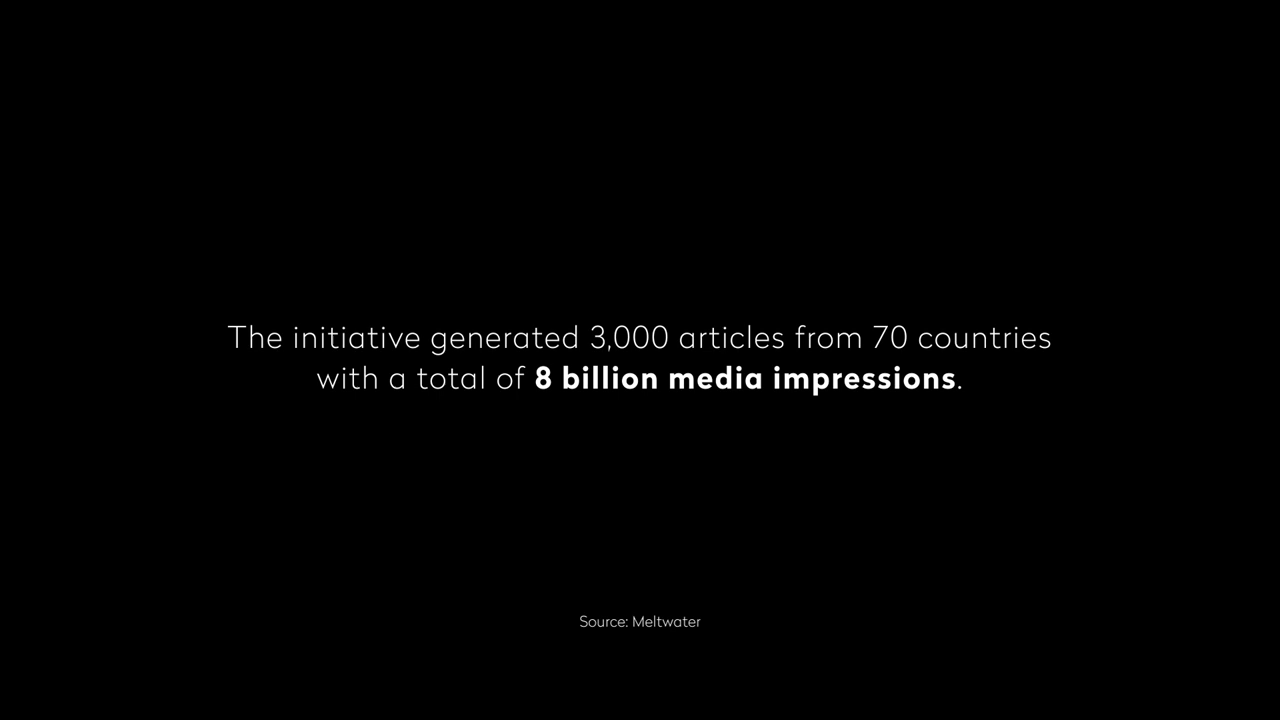 The initiative generated 3,000 articles from 70 countries
with a total of 8 billion media impressions.
Source: Meltwater